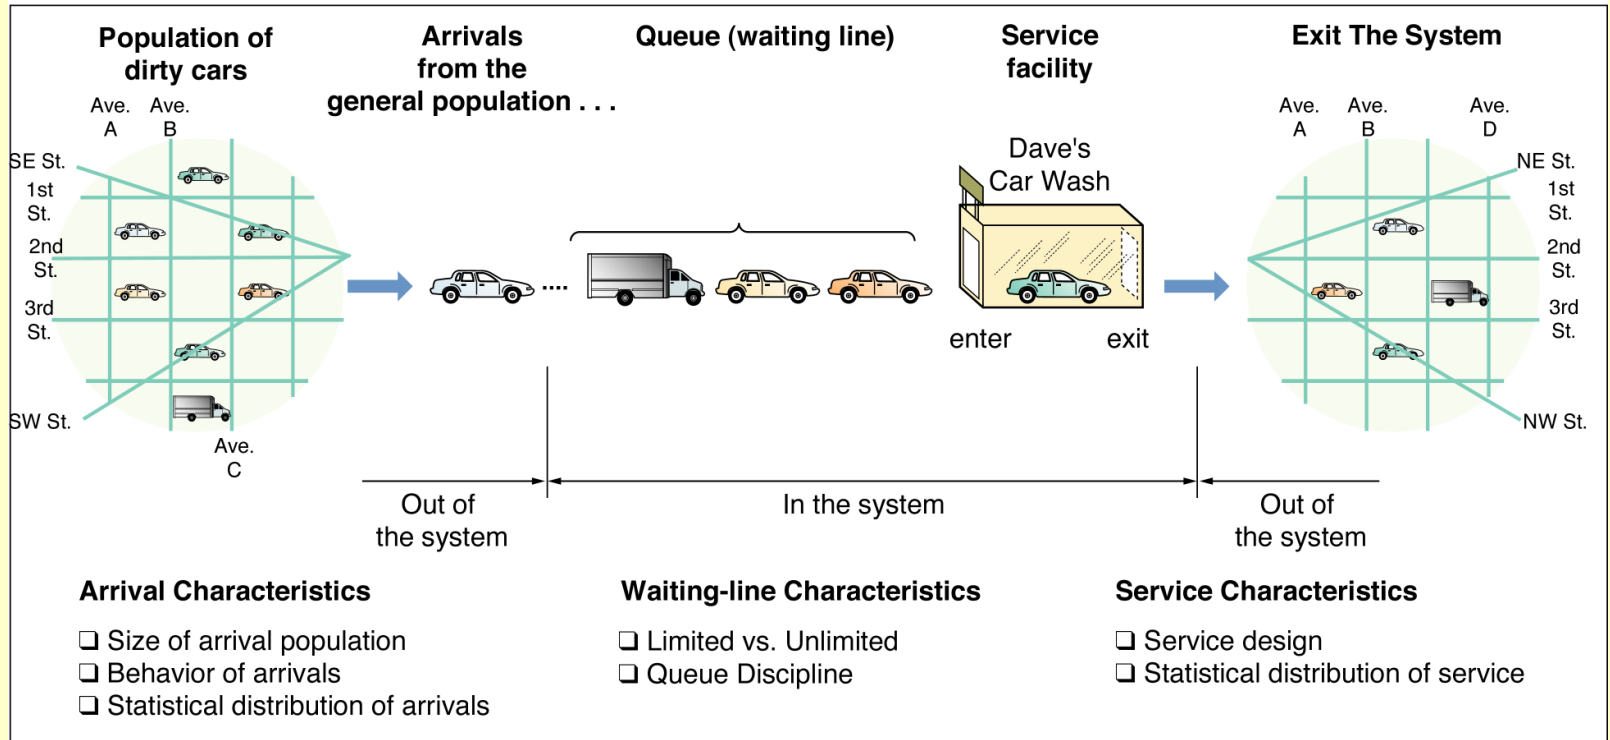 Population of
dirty cars
Arrivals
from the
general population . . .
Queue (waiting line)
Service
facility
Exit The System
Ave.
A
Ave.
B
SE St.
1st
St.
2nd
St.
3rd
St.
SW St.
Ave.
C
....
Dave's
Car Wash
enter
exit
Ave.
A
Ave.
B
Ave.
D
NE St.
1st
St.
2nd
St.
3rd
St.
NW St.
Out of
the system
In the system
Out of
the system
Arrival Characteristics
❑ Size of arrival population
❑ Behavior of arrivals
❑ Statistical distribution of arrivals
Waiting-line Characteristics
❑ Limited vs. Unlimited
❑ Queue Discipline
Service Characteristics
❑ Service design
❑ Statistical distribution of service